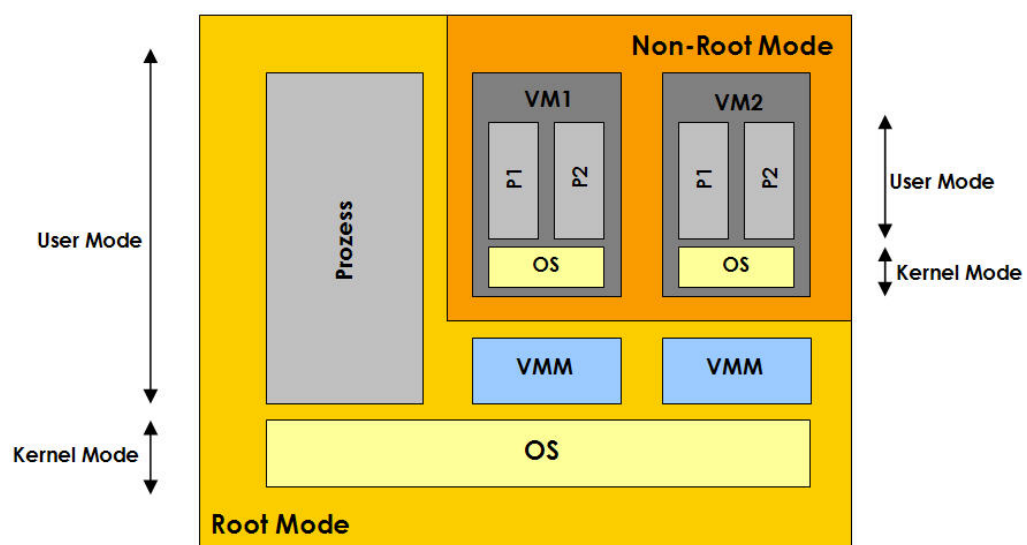 Non-Root Mode
VM1
VM2
P1
P2
P1
P2
OS
OS
User Mode
Kernel Mode
User Mode
Prozess
VMM
VMM
Kernel Mode
OS
Root Mode